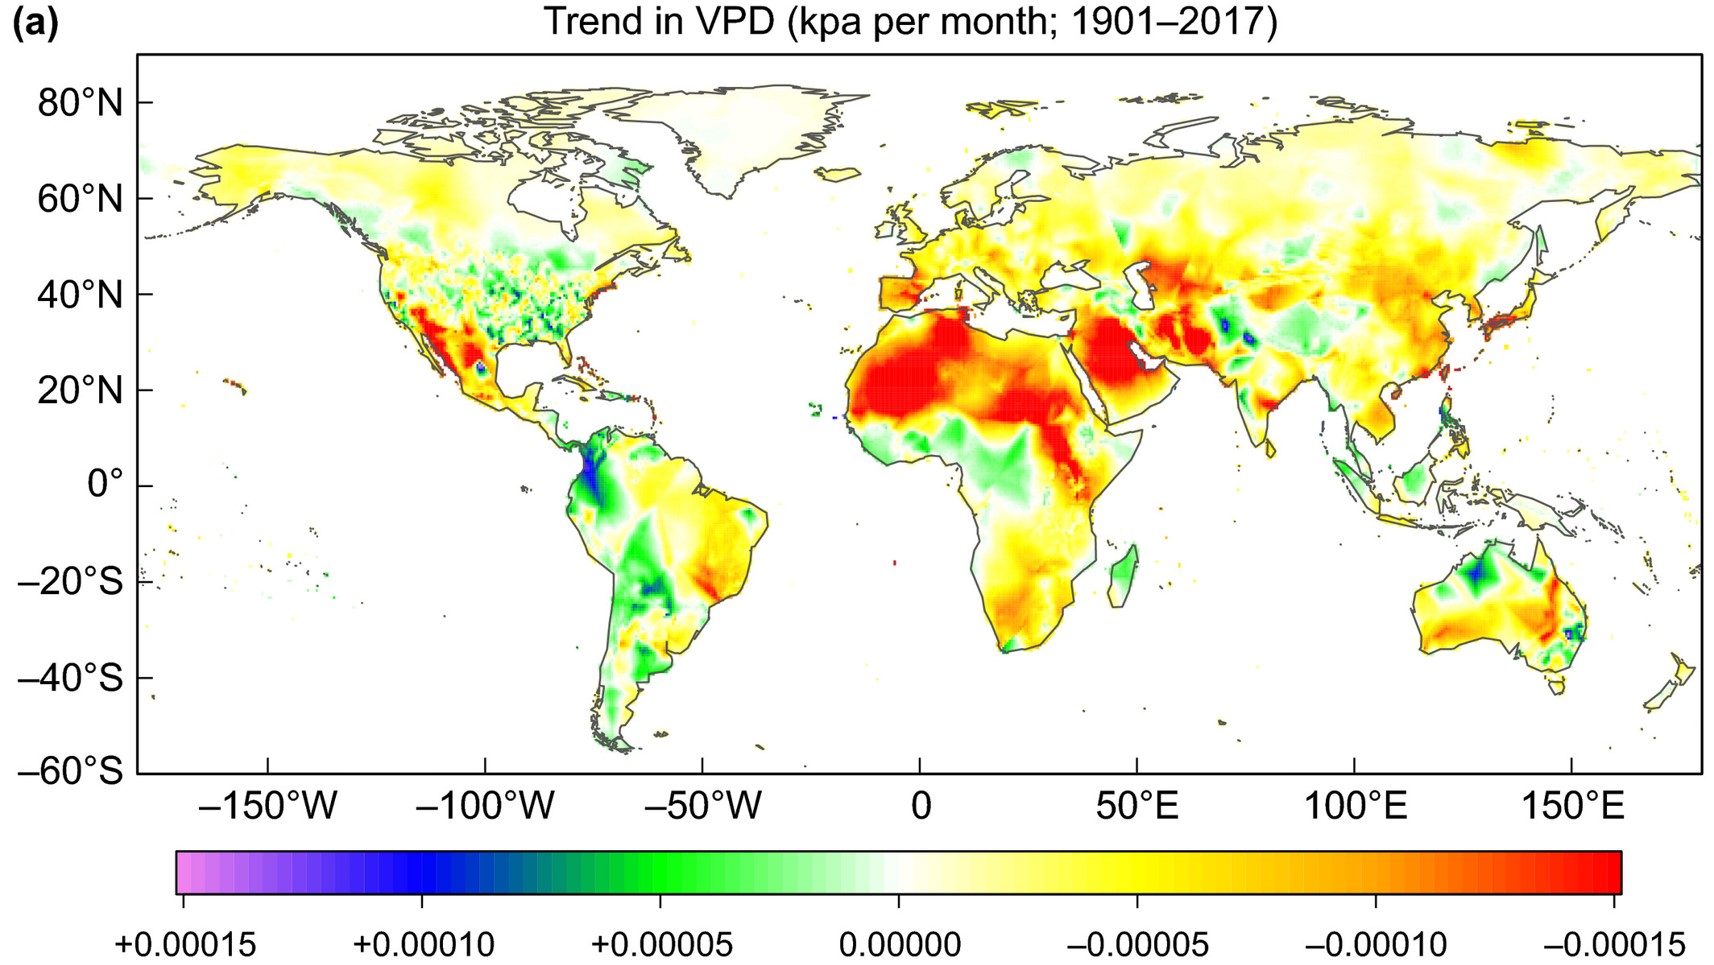 (a)
Trend in VPD (kpa per month; 1901–2017)
80°N
60°N
40°N
20°N
0°
–20°S
–40°S
–60°S
–150°W –100°W –50°W 0 50°E 100°E 150°E
+0.00015 +0.00010 +0.00005 0.00000 –0.00005 –0.00010 –0.00015